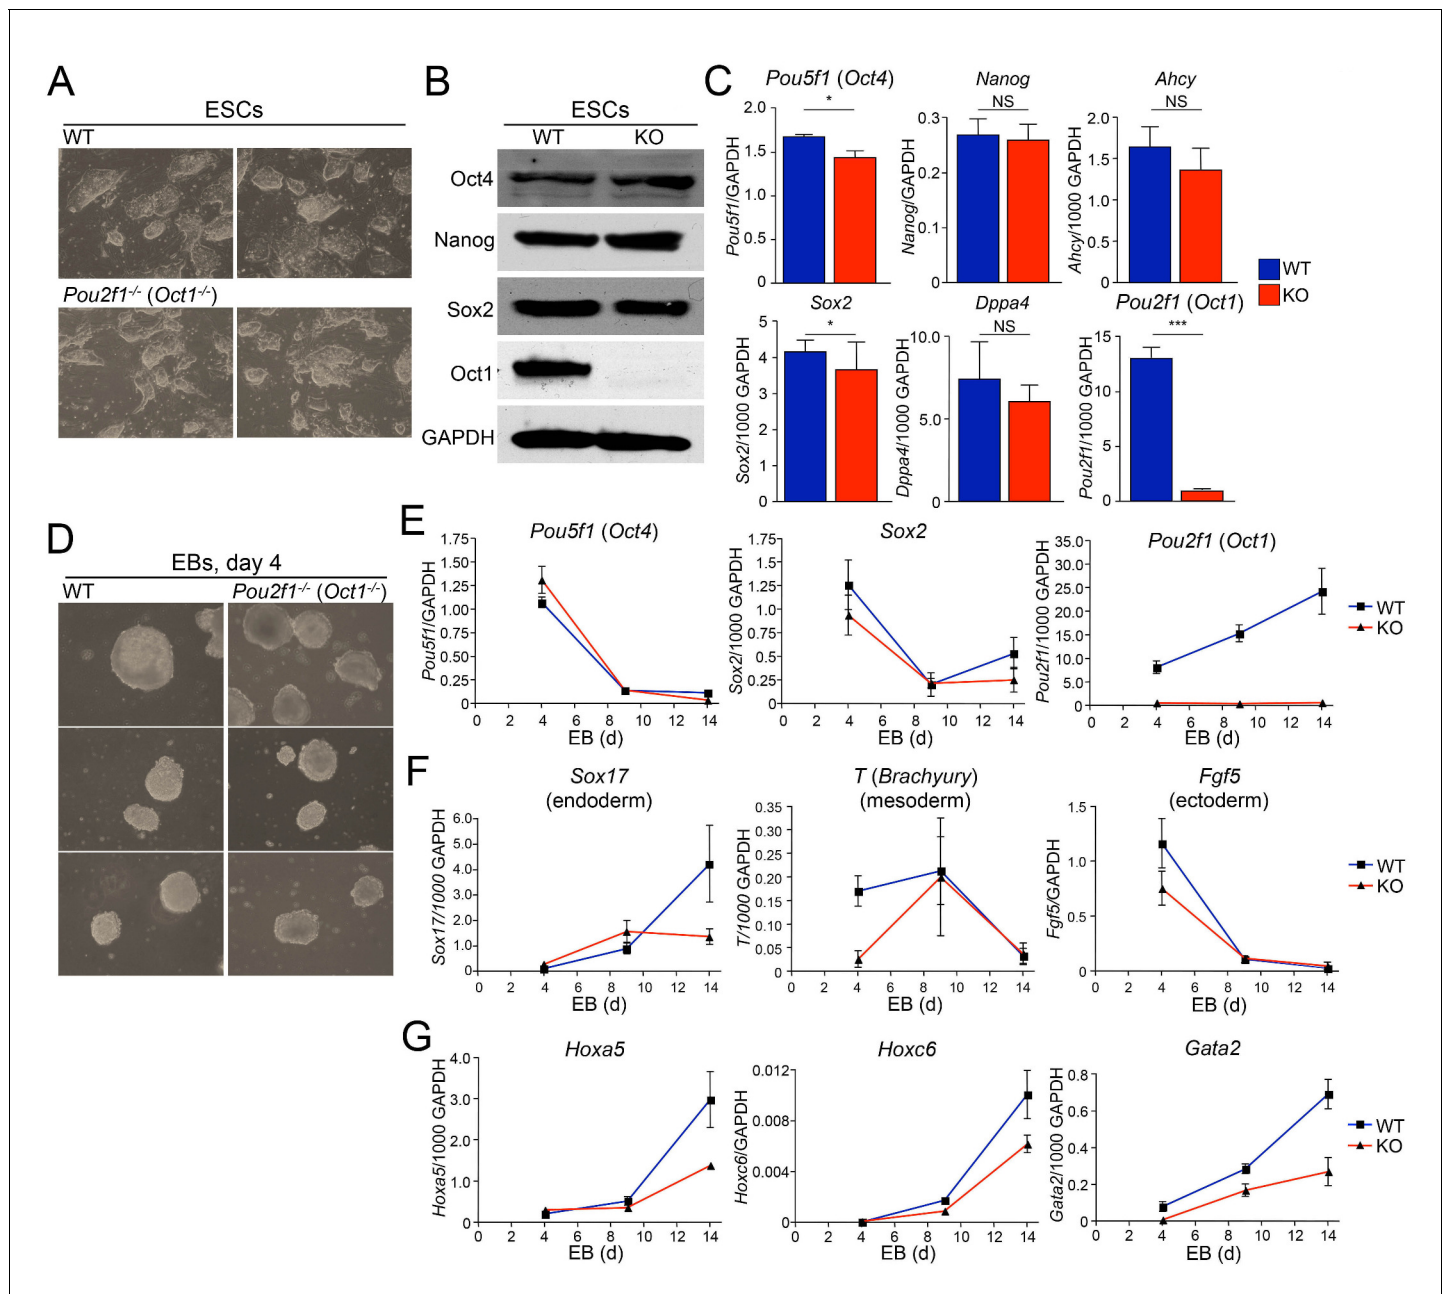 A
ESCs
WT
Pou2f1-/- (Oct1-/-)
B
ESCs
WT KO
Oct4
Nanog
Sox2
Oct1
GAPDH
C
Pou5f1 (Oct4)
*
Pou5f1/GAPDH
2.0
1.5
1.0
0.5
0
Nanog
NS
Nanog/GAPDH
0.3
0.2
0.1
0
Ahcy
NS
Ahcy/1000 GAPDH
2.0
1.5
1.0
0.5
0
WT
KO
Sox2
*
Sox2/1000 GAPDH
5
4
3
2
1
0
Dppa4
NS
Dppa4/1000 GAPDH
10.0
5.0
0
Pou2f1 (Oct1)
***
Pou2f1/1000 GAPDH
15
10
5
0
D
EBs, day 4
WT
Pou2f1-/- (Oct1-/-)
E
Pou5f1 (Oct4)
Pou5f1/GAPDH
1.75
1.50
1.25
1.0
0.75
0.50
0.25
0
0 2 4 6 8 10 12 14
EB (d)
Sox2
Sox2/1000 GAPDH
1.75
1.50
1.25
1.0
0.75
0.50
0.25
0
0 2 4 6 8 10 12 14
EB (d)
Pou2f1 (Oct1)
Pou2f1/1000 GAPDH
35.0
30.0
25.0
20.0
15.0
10.0
5.0
0
0 2 4 6 8 10 12 14
EB (d)
WT
KO
F
Sox17
(endoderm)
Sox17/1000 GAPDH
6.0
5.0
4.0
3.0
2.0
1.0
0
0 2 4 6 8 10 12 14
EB (d)
T (Brachyury)
(mesoderm)
T/1000 GAPDH
0.35
0.30
0.25
0.20
0.15
0.10
0.05
0
0 2 4 6 8 10 12 14
EB (d)
Fgf5
(ectoderm)
Fgf5/GAPDH
1.5
1.0
0.5
0
0 2 4 6 8 10 12 14
EB (d)
WT
KO
G
Hoxa5
Hoxa5/1000 GAPDH
4.0
3.0
2.0
1.0
0
0 2 4 6 8 10 12 14
EB (d)
Hoxc6
Hoxc6/GAPDH
0.012
0.008
0.004
0
0 2 4 6 8 10 12 14
EB (d)
Gata2
Gata2/1000 GAPDH
0.8
0.6
0.4
0.2
0
0 2 4 6 8 10 12 14
EB (d)
WT
KO